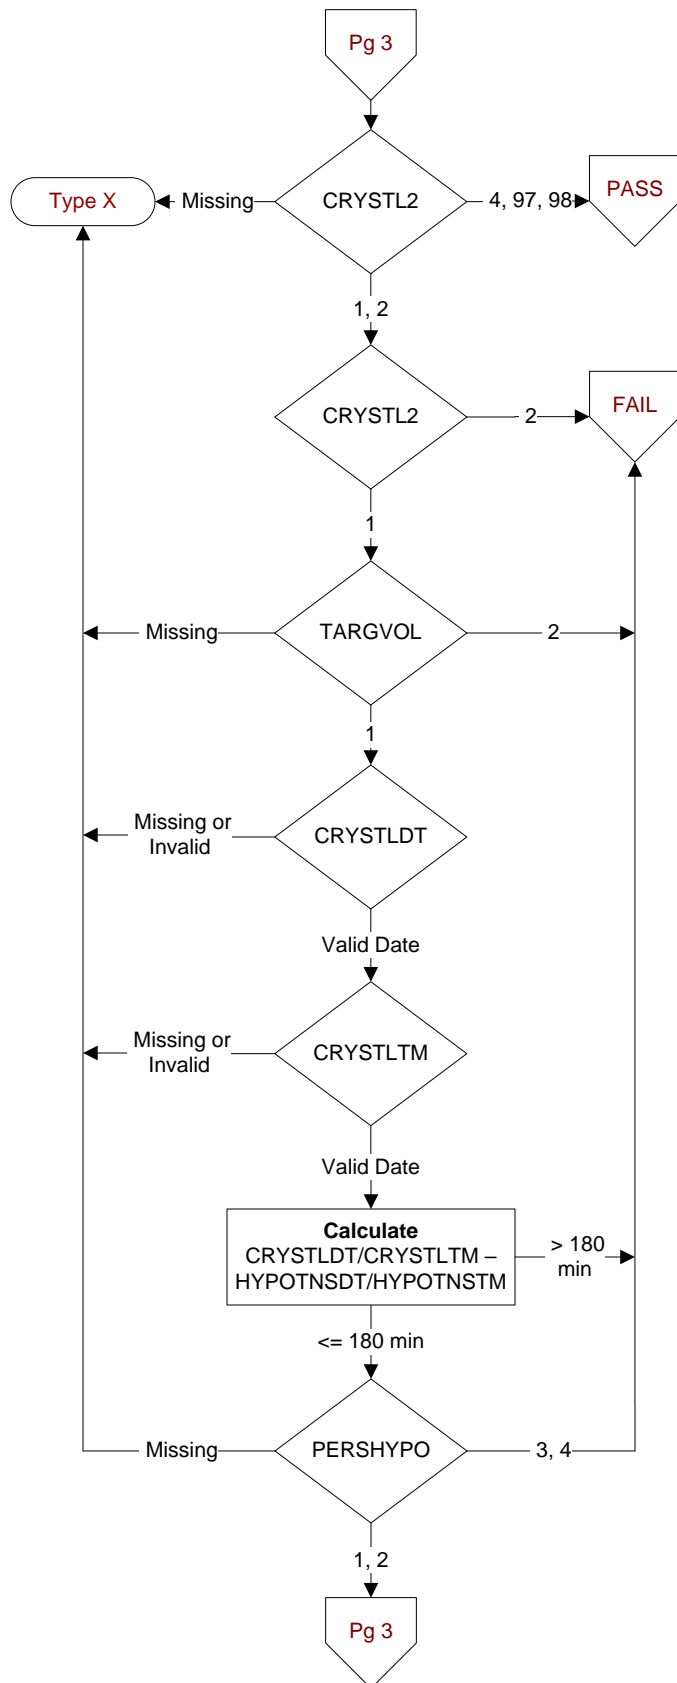 Pg 3
Type X
Missing
CRYSTL2
4, 97, 98
PASS
1, 2
CRYSTL2
2
FAIL
1
Missing
TARGVOL
2
1
Missing or
Invalid
CRYSTLDT
Valid Date
Missing or
Invalid
CRYSTLTM
Valid Date
Calculate
CRYSTLDT/CRYSTLTM –
HYPOTNSDT/HYPOTNSTM
> 180
min
<= 180 min
Missing
PERSHYPO
3, 4
1, 2
Pg 3